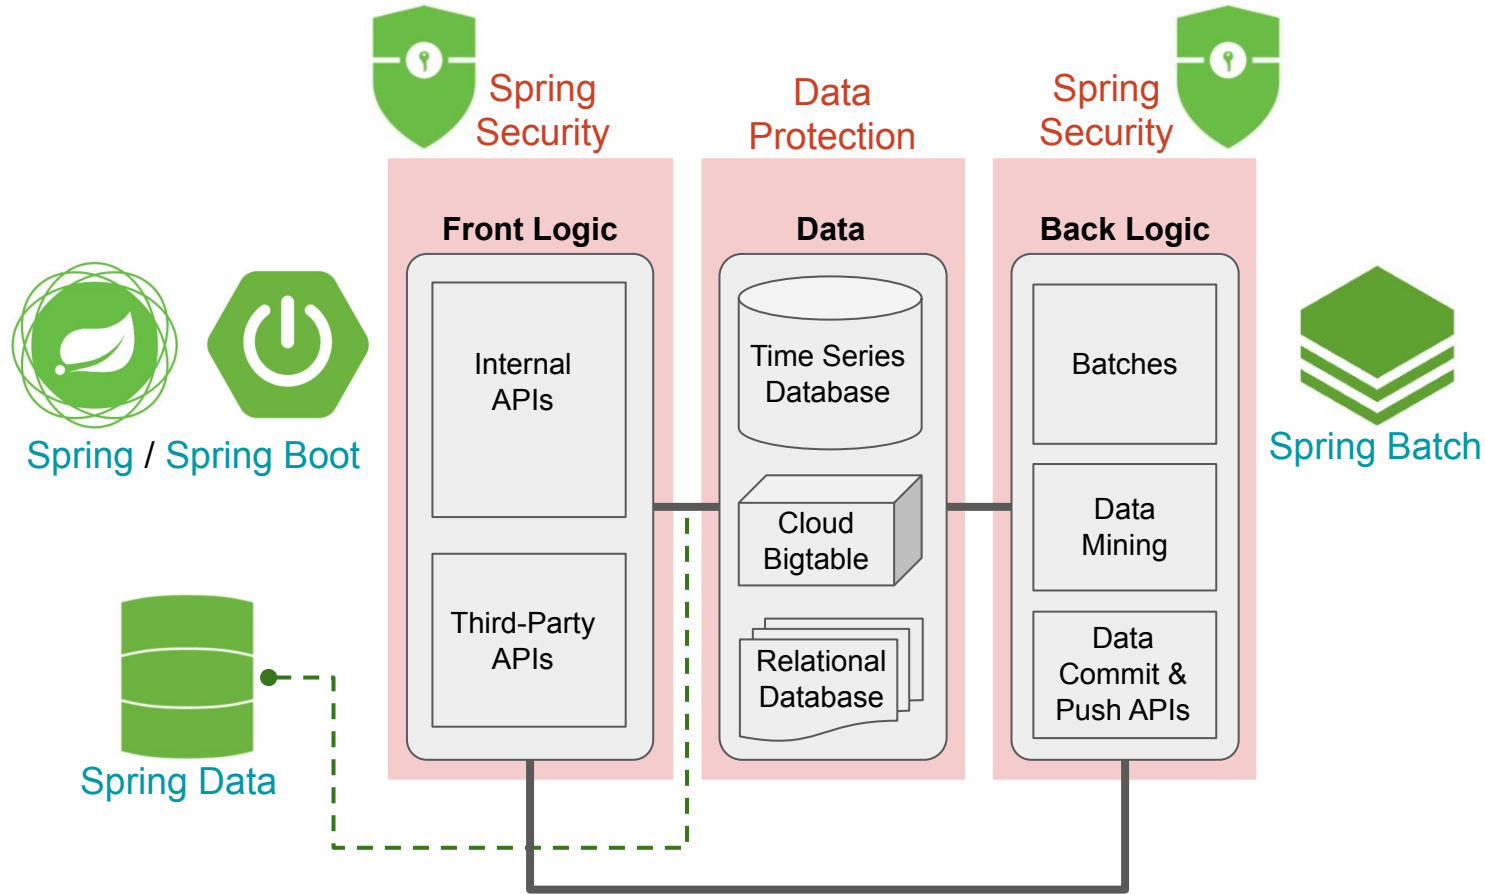 Spring
Security
Data
Protection
Spring
Security
Front Logic
Data
Back Logic
Internal
APIs
Third-Party
APIs
Time Series
Database
Cloud
Bigtable
Relational
Database
Batches
Data
Mining
Data
Commit &
Push APIs
Spring / Spring Boot
Spring Data
Spring Batch